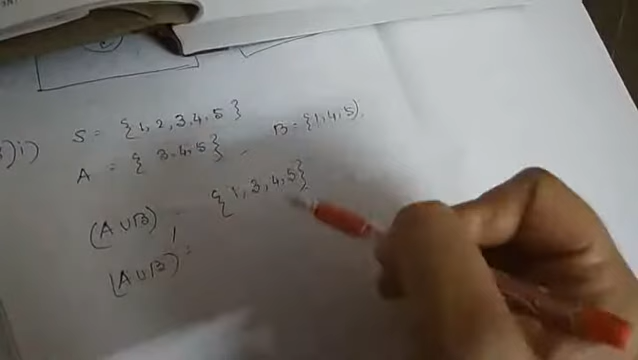 i) S = {1, 2, 3, 4, 5}
A = {3, 4, 5} B = {1, 4, 5}
(A∪B) - {1, 3, 4, 5}
(A∪B)' =